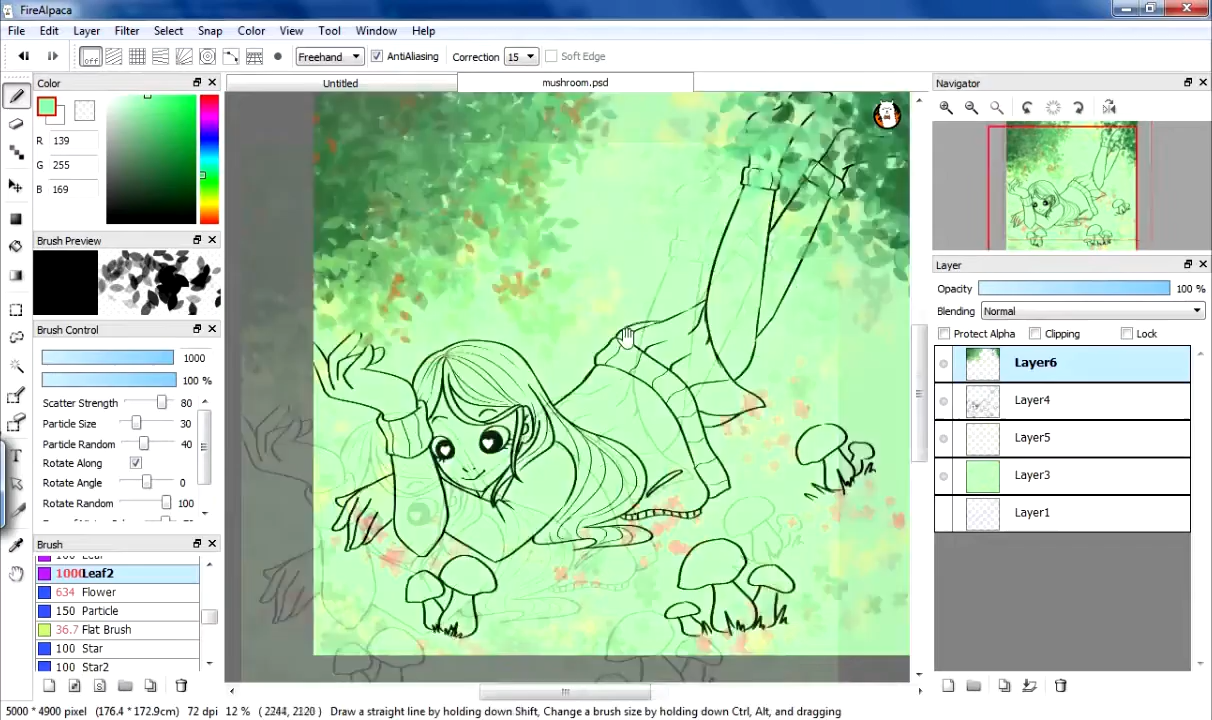 FireAlpaca
File Edit Layer Filter Select Snap Color View Tool Window Help
off Freehand AntiAliasing Correction 15 Soft Edge
Color
Untitled mushroom.psd
Navigator
R 139
G 255
B 169
Brush Preview
Layer
Opacity 100 %
Blending Normal
Protect Alpha Clipping Lock
Brush Control
1000
100 %
Scatter Strength 80
Particle Size 30
Particle Random 40
Rotate Along
Rotate Angle 0
Rotate Random 100
Layer6
Layer4
Layer5
Layer3
Layer1
Brush
100 Leaf
1000 Leaf2
634 Flower
150 Particle
36.7 Flat Brush
100 Star
100 Star2
5000 * 4900 pixel (176.4 * 172.9cm) 72 dpi 12 % ( 2244, 2120 ) Draw a straight line by holding down Shift, Change a brush size by holding down Ctrl, Alt, and dragging